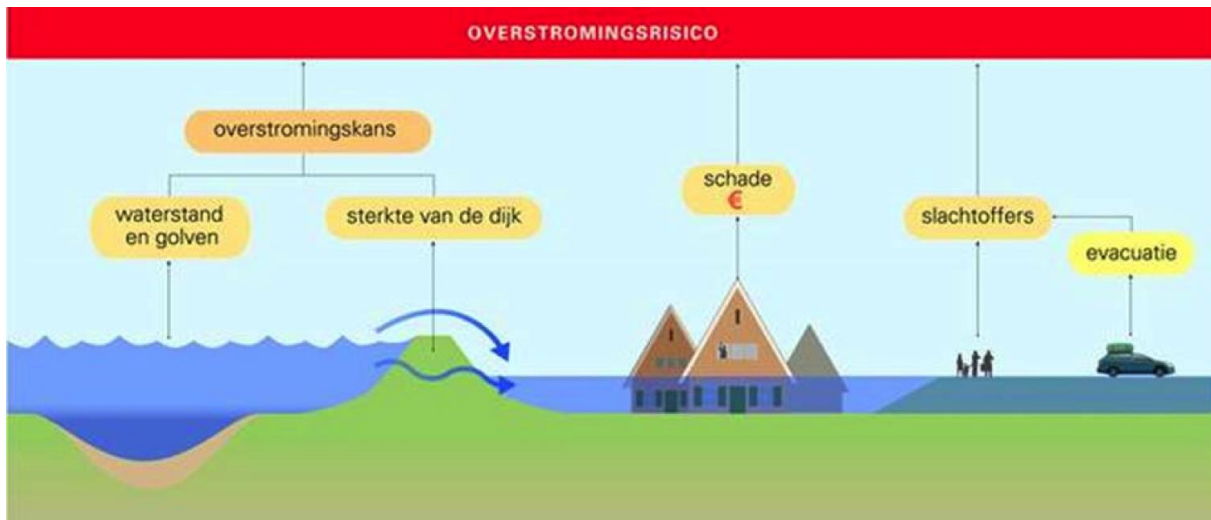 OVERSTROMINGSRISICO
overstromingskans
waterstand
en golven
sterkte van de dijk
schade
€
slachtoffers
evacuatie